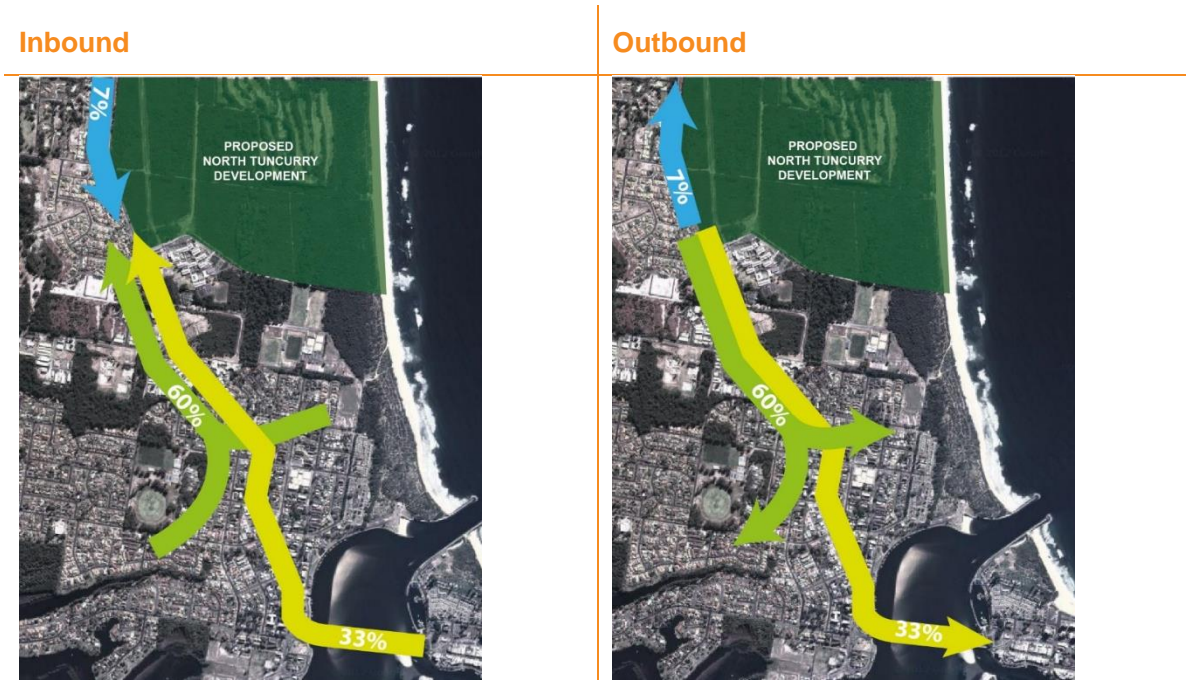 Inbound
Outbound
7%
PROPOSED
NORTH TUNCURRY
DEVELOPMENT
60%
33%
7%
PROPOSED
NORTH TUNCURRY
DEVELOPMENT
60%
33%